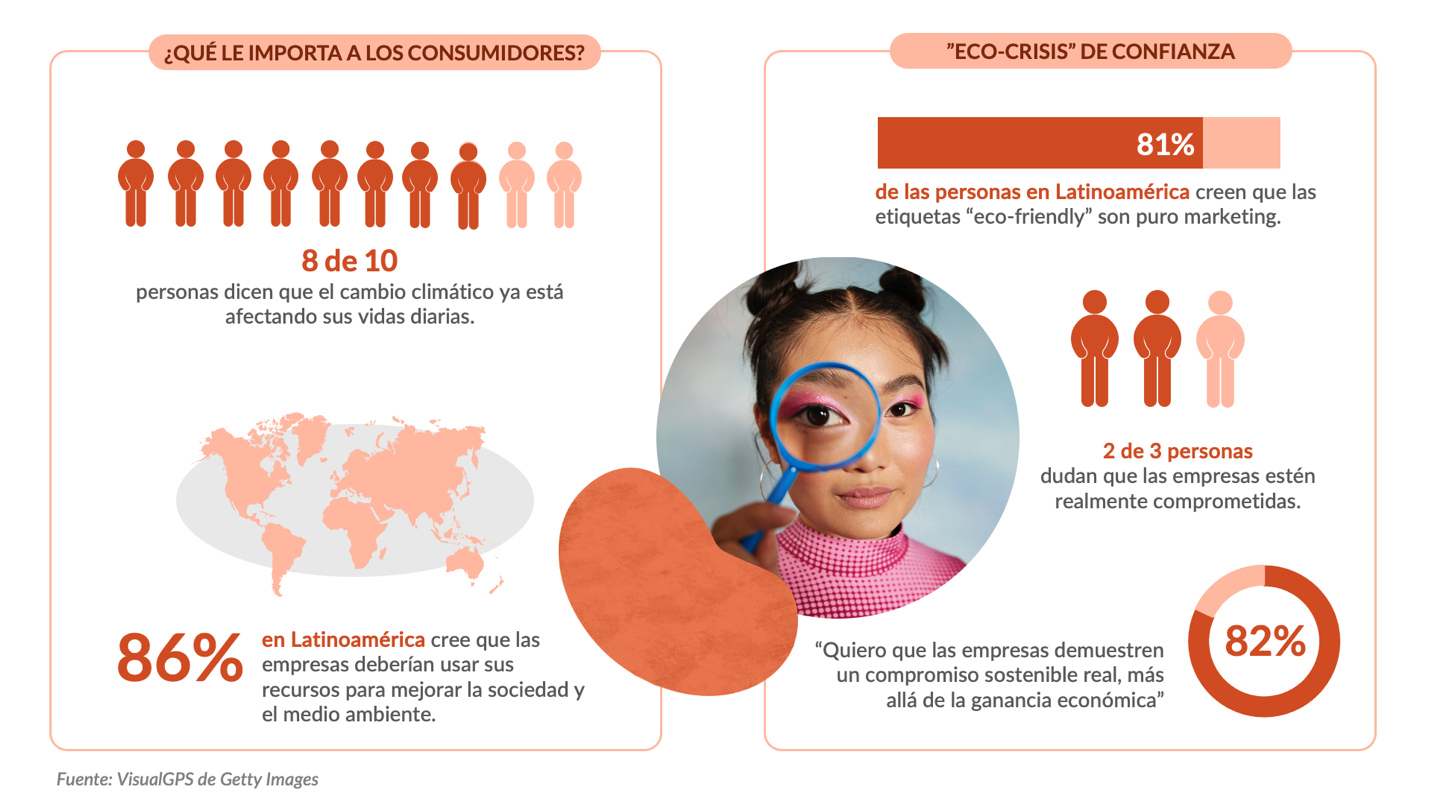 ¿QUÉ LE IMPORTA A LOS CONSUMIDORES?
8 de 10
personas dicen que el cambio climático ya está
afectando sus vidas diarias.
86%
en Latinoamérica cree que las
empresas deberían usar sus
recursos para mejorar la sociedad y
el medio ambiente.
”ECO-CRISIS” DE CONFIANZA
81%
de las personas en Latinoamérica creen que las
etiquetas “eco-friendly” son puro marketing.
2 de 3 personas
dudan que las empresas estén
realmente comprometidas.
“Quiero que las empresas demuestren
un compromiso sostenible real, más
allá de la ganancia económica”
82%
Fuente: VisualGPS de Getty Images